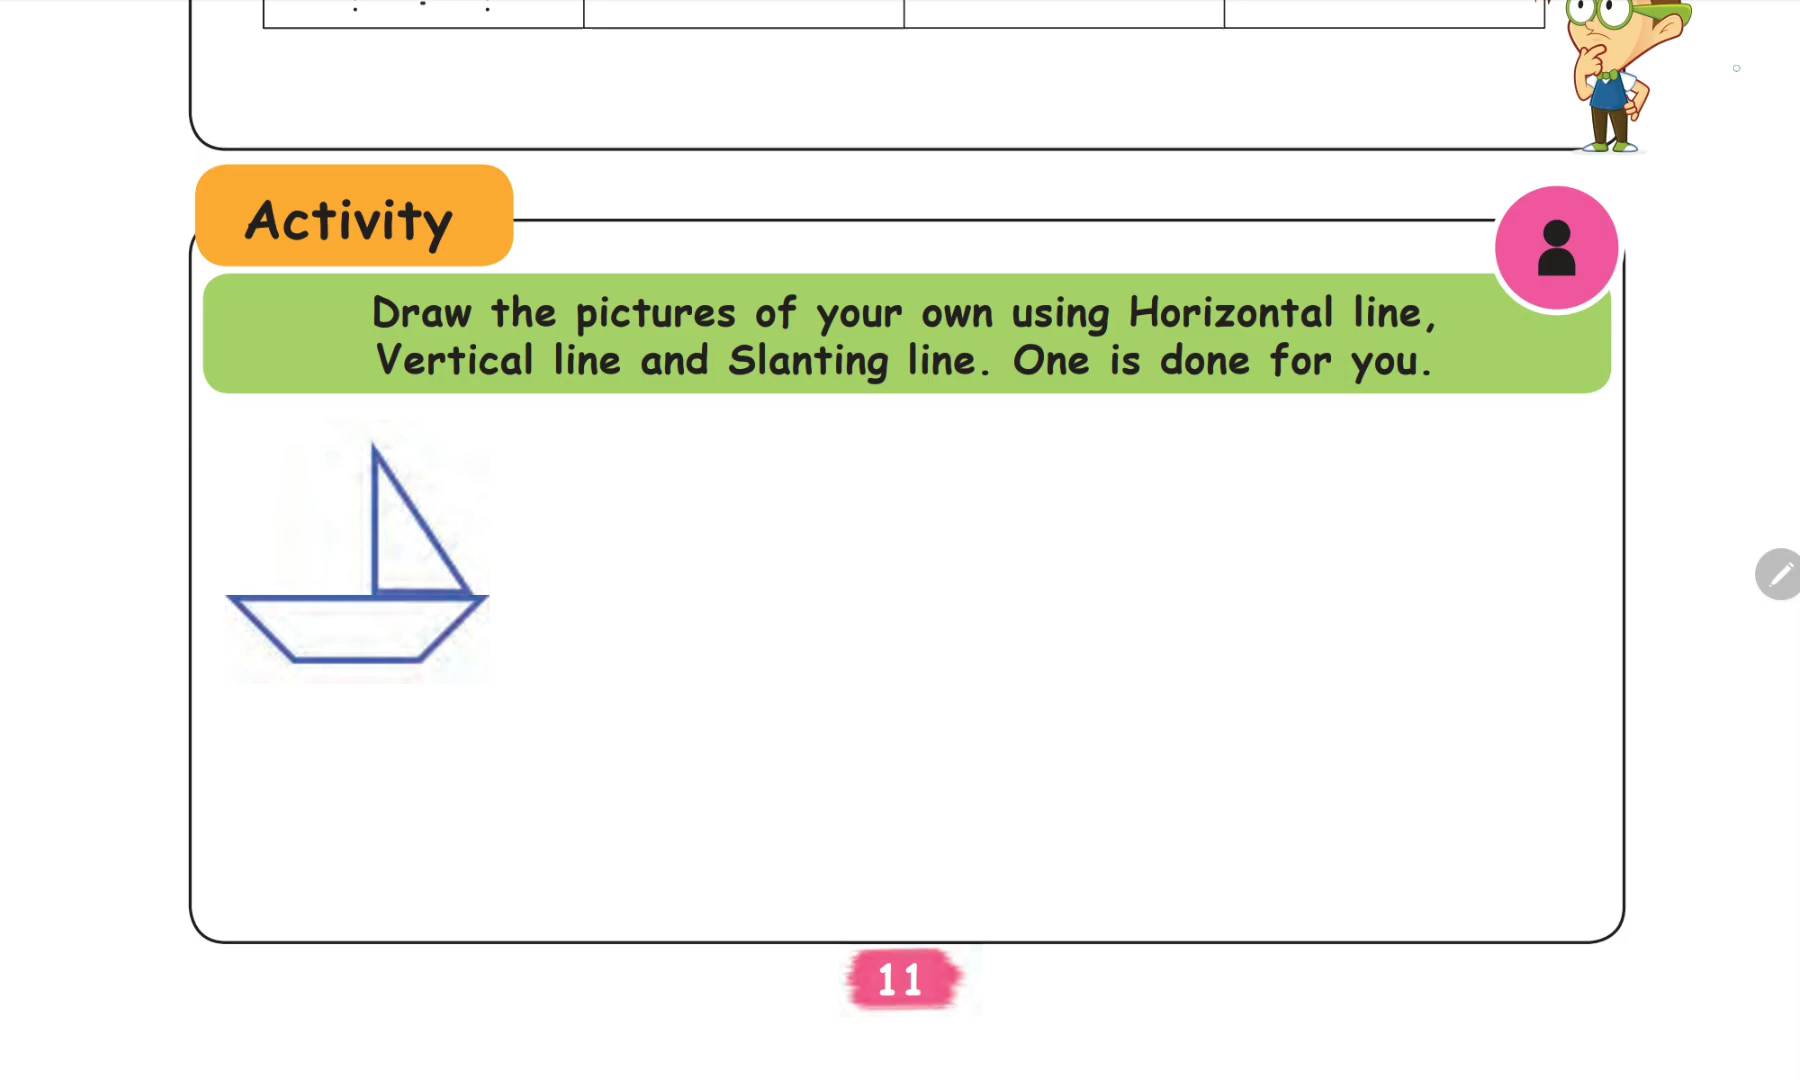 Activity
Draw the pictures of your own using Horizontal line,
Vertical line and Slanting line. One is done for you.
11